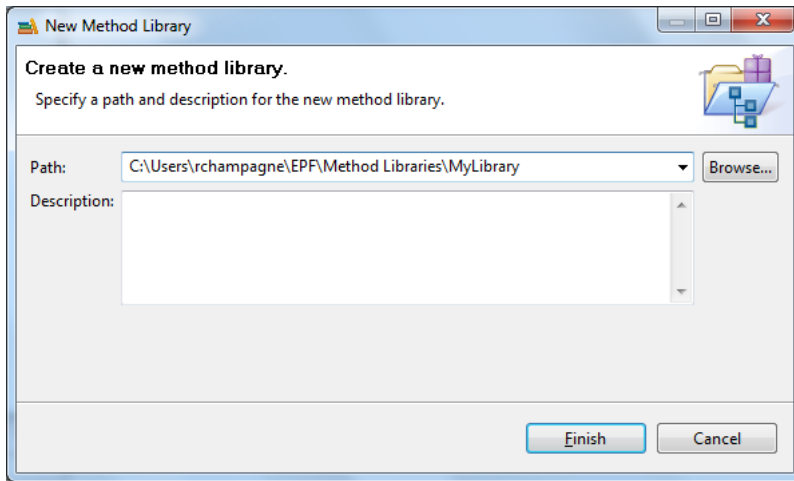 New Method Library
Create a new method library.
Specify a path and description for the new method library.
Path: C:\Users\rchampagne\EPF\Method Libraries\MyLibrary Browse...
Description:
Finish Cancel